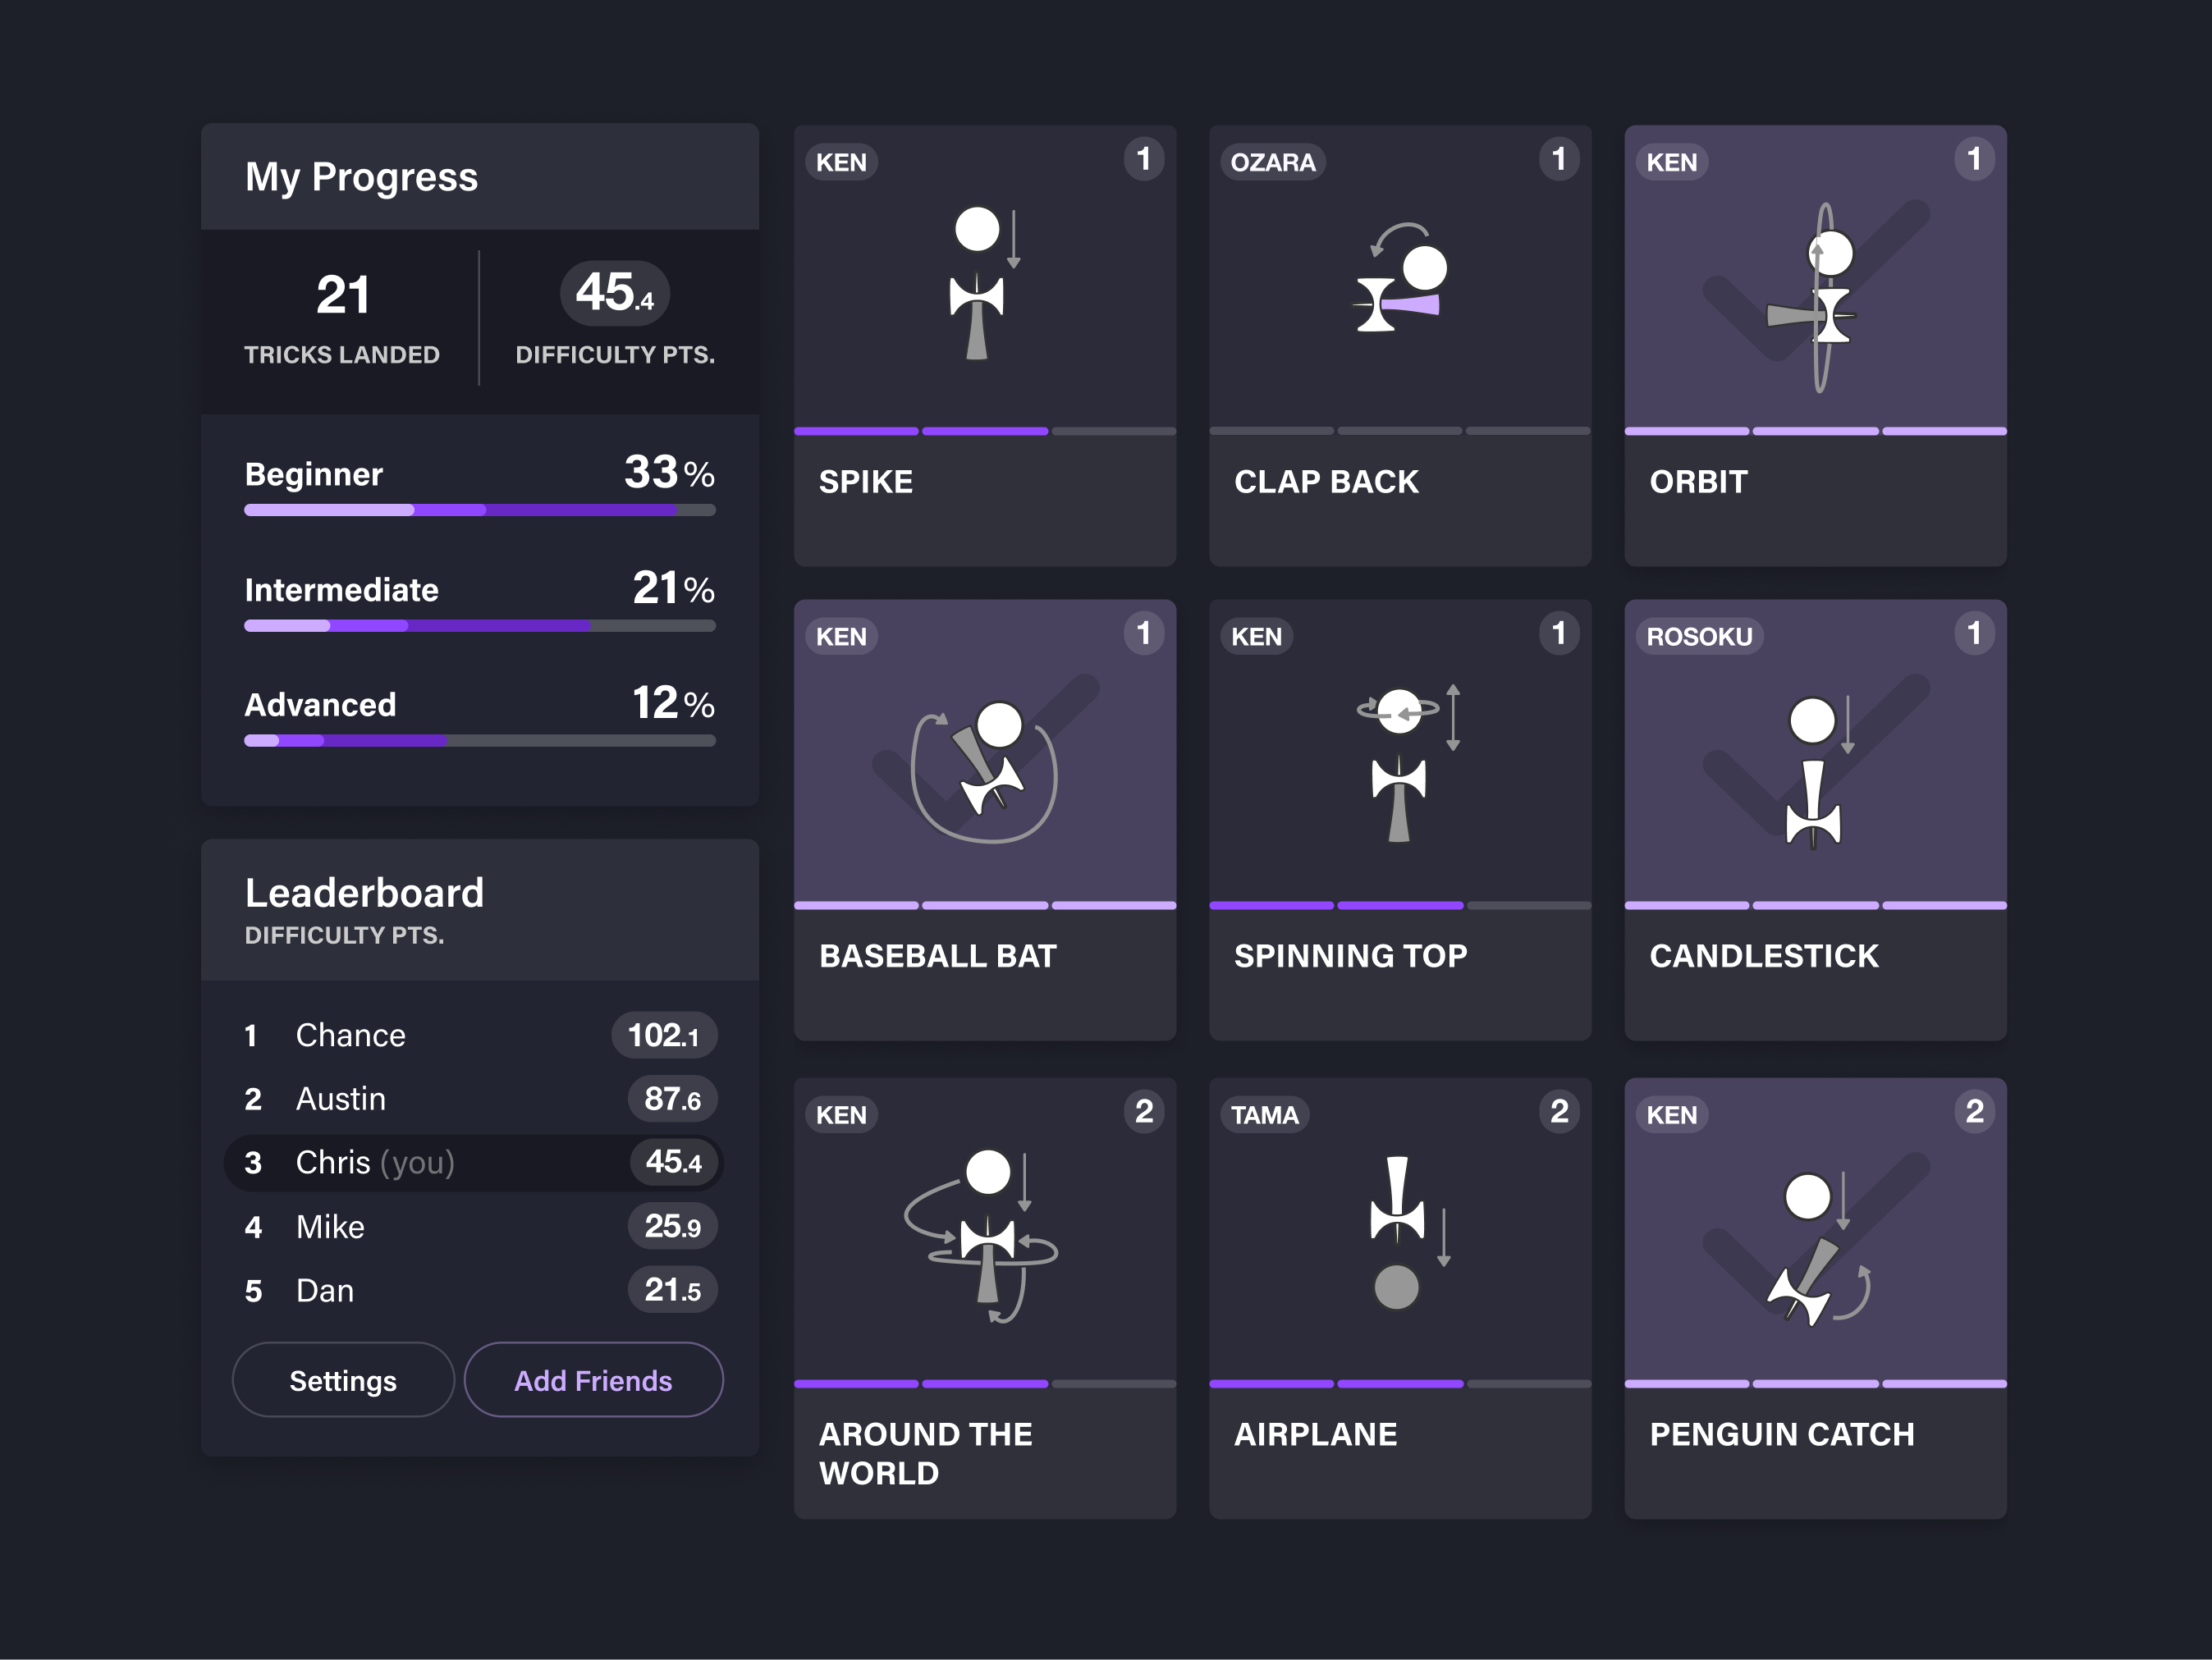 My Progress
21
TRICKS LANDED
45.4
DIFFICULTY PTS.
Beginner 33%
Intermediate 21%
Advanced 12%
Leaderboard
DIFFICULTY PTS.
1 Chance 102.1
2 Austin 87.6
3 Chris (you) 45.4
4 Mike 25.9
5 Dan 21.5
Settings
Add Friends
KEN 1
SPIKE
OZARA 1
CLAP BACK
KEN 1
ORBIT
KEN 1
BASEBALL BAT
KEN 1
SPINNING TOP
ROSOKU 1
CANDLESTICK
KEN 2
AROUND THE
WORLD
TAMA 2
AIRPLANE
KEN 2
PENGUIN CATCH